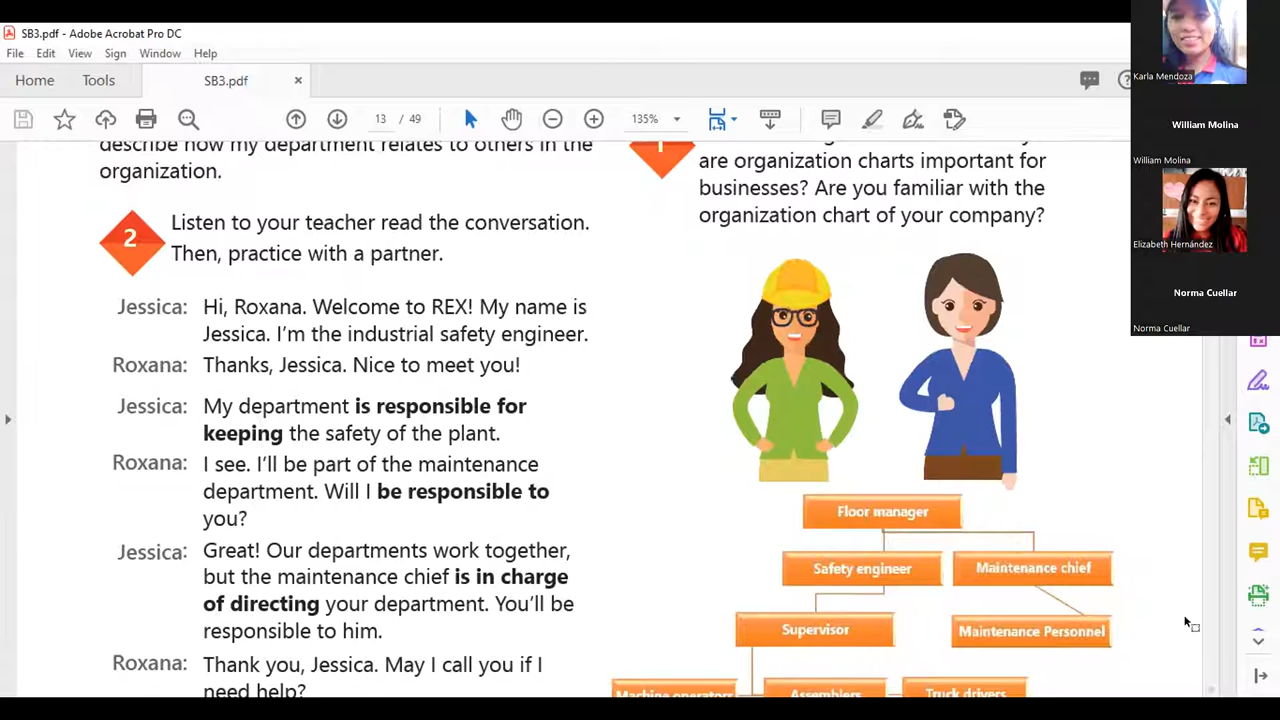 SB3.pdf - Adobe Acrobat Pro DC
File Edit View Sign Window Help
Home Tools SB3.pdf ×
13 / 49 135%
describe how my department relates to others in the
organization.
2
Listen to your teacher read the conversation.
Then, practice with a partner.
Jessica: Hi, Roxana. Welcome to REX! My name is
Jessica. I'm the industrial safety engineer.
Roxana: Thanks, Jessica. Nice to meet you!
Jessica: My department is responsible for
keeping the safety of the plant.
Roxana: I see. I'll be part of the maintenance
department. Will I be responsible to
you?
Jessica: Great! Our departments work together,
but the maintenance chief is in charge
of directing your department. You'll be
responsible to him.
Roxana: Thank you, Jessica. May I call you if I
need help?
1
are organization charts important for
businesses? Are you familiar with the
organization chart of your company?
Floor manager
Safety engineer
Maintenance chief
Supervisor
Maintenance Personnel
Machine operators
Assemblers
Truck drivers
Karla Mendoza
William Molina
William Molina
Elizabeth Hernández
Norma Cuellar
Norma Cuellar